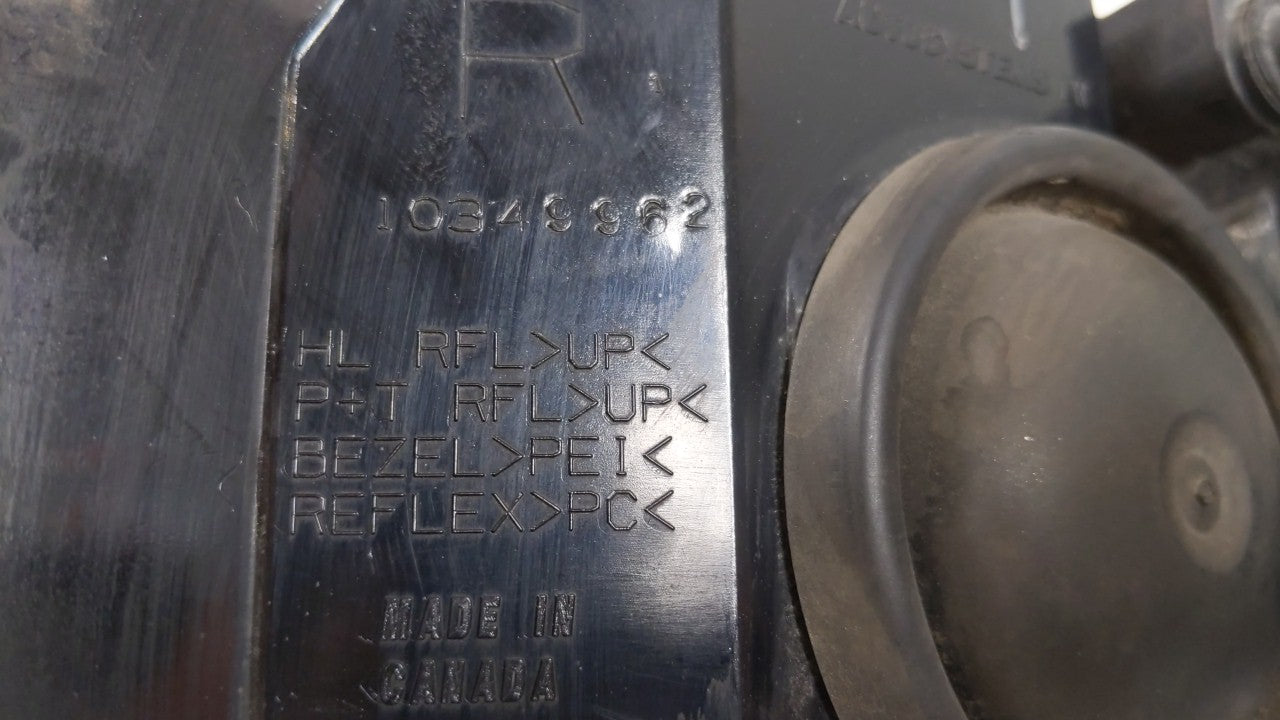 R
10349962
HL RFL>UP<
P+T RFL>UP<
BEZEL>PEI<
REFLEX>PC<
MADE IN
CANADA